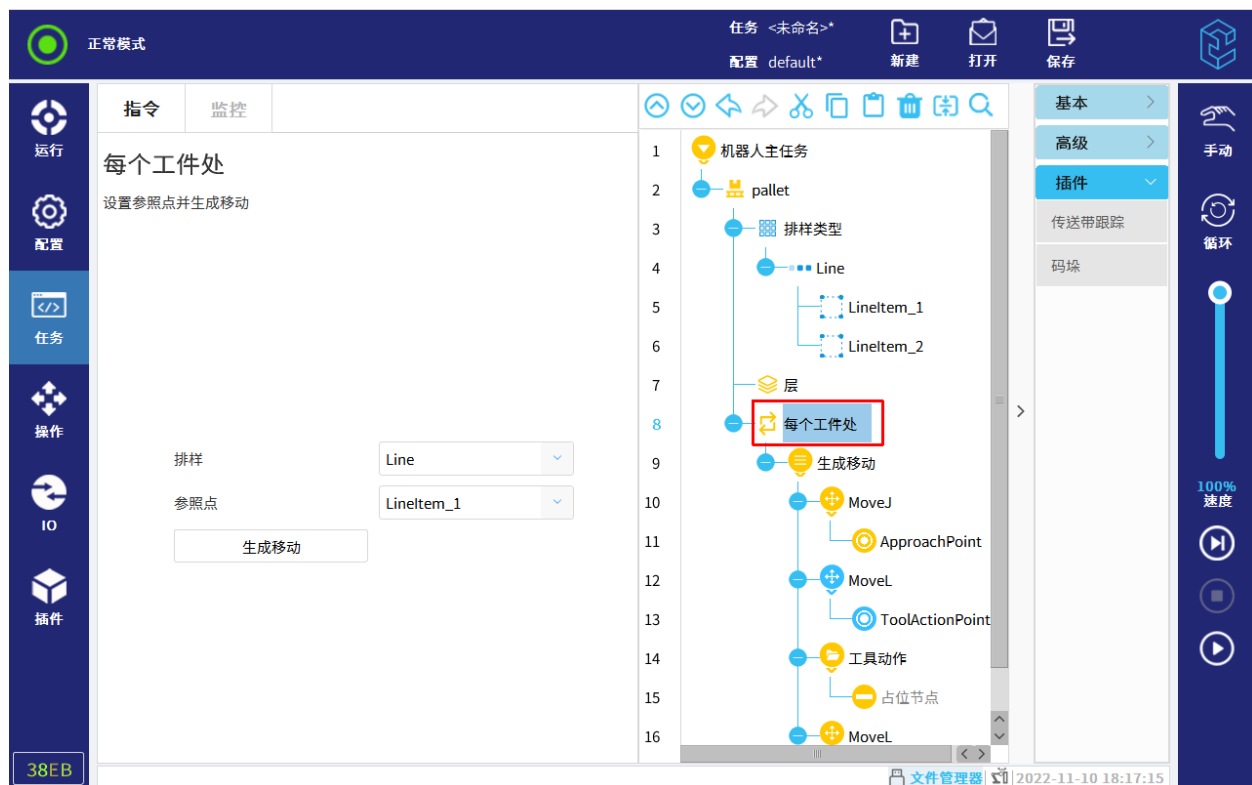 正常模式
任务 <未命名>*
配置 default*
新建
打开
保存
运行
配置
任务
操作
IO
插件
38EB
指令 监控
每个工件处
设置参照点并生成移动
排样 Line
参照点 LineItem_1
生成移动
1 机器人主任务
2 pallet
3 排样类型
4 Line
5 LineItem_1
6 LineItem_2
7 层
8 每个工件处
9 生成移动
10 MoveJ
11 ApproachPoint
12 MoveL
13 ToolActionPoint
14 工具动作
15 占位节点
16 MoveL
基本
高级
插件
传送带跟踪
码垛
手动
循环
100%
速度
文件管理器
2022-11-10 18:17:15